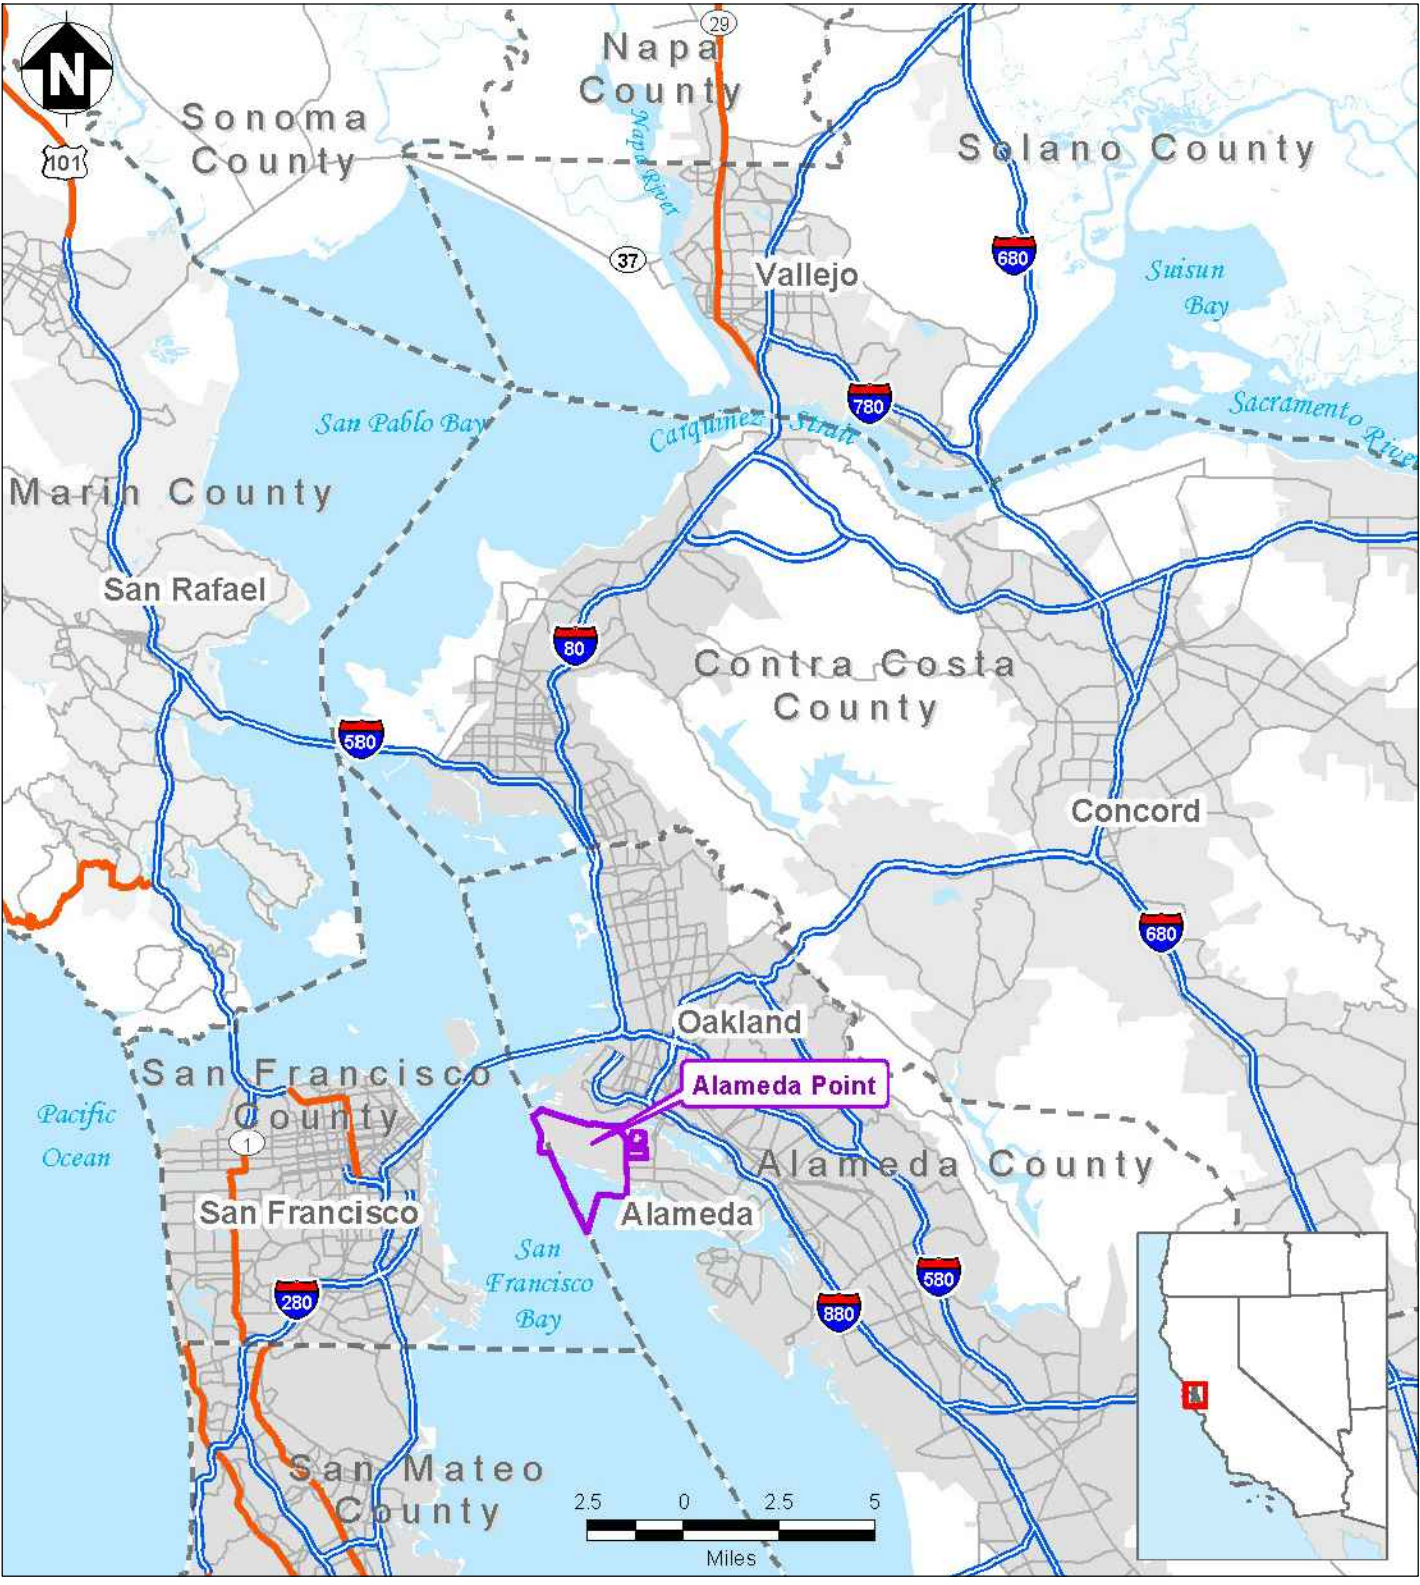 N
29
Napa
County
Sonoma
County
101
Napa River
Solano County
37
680
Vallejo
Suisun
Bay
780
Sacramento River
San Pablo Bay
Carquinez Strait
Marin County
San Rafael
80
Contra Costa
County
580
Concord
680
Oakland
San Francisco
County
Alameda Point
Pacific
Ocean
1
Alameda County
San Francisco
Alameda
San
Francisco
Bay
580
280
880
San Mateo
County
2.5 0 2.5 5
Miles